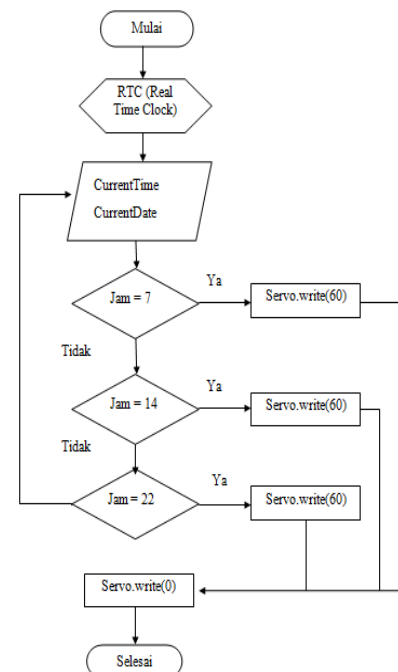 Mulai
RTC (Real
Time Clock)
CurrentTime
CurrentDate
Jam = 7
Ya
Servo.write(60)
Tidak
Jam = 14
Ya
Servo.write(60)
Tidak
Jam = 22
Ya
Servo.write(60)
Servo.write(0)
Selesai